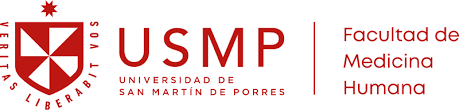 VERITAS LIBERABIT VOS
USMP
UNIVERSIDAD DE
SAN MARTÍN DE PORRES
Facultad de
Medicina
Humana